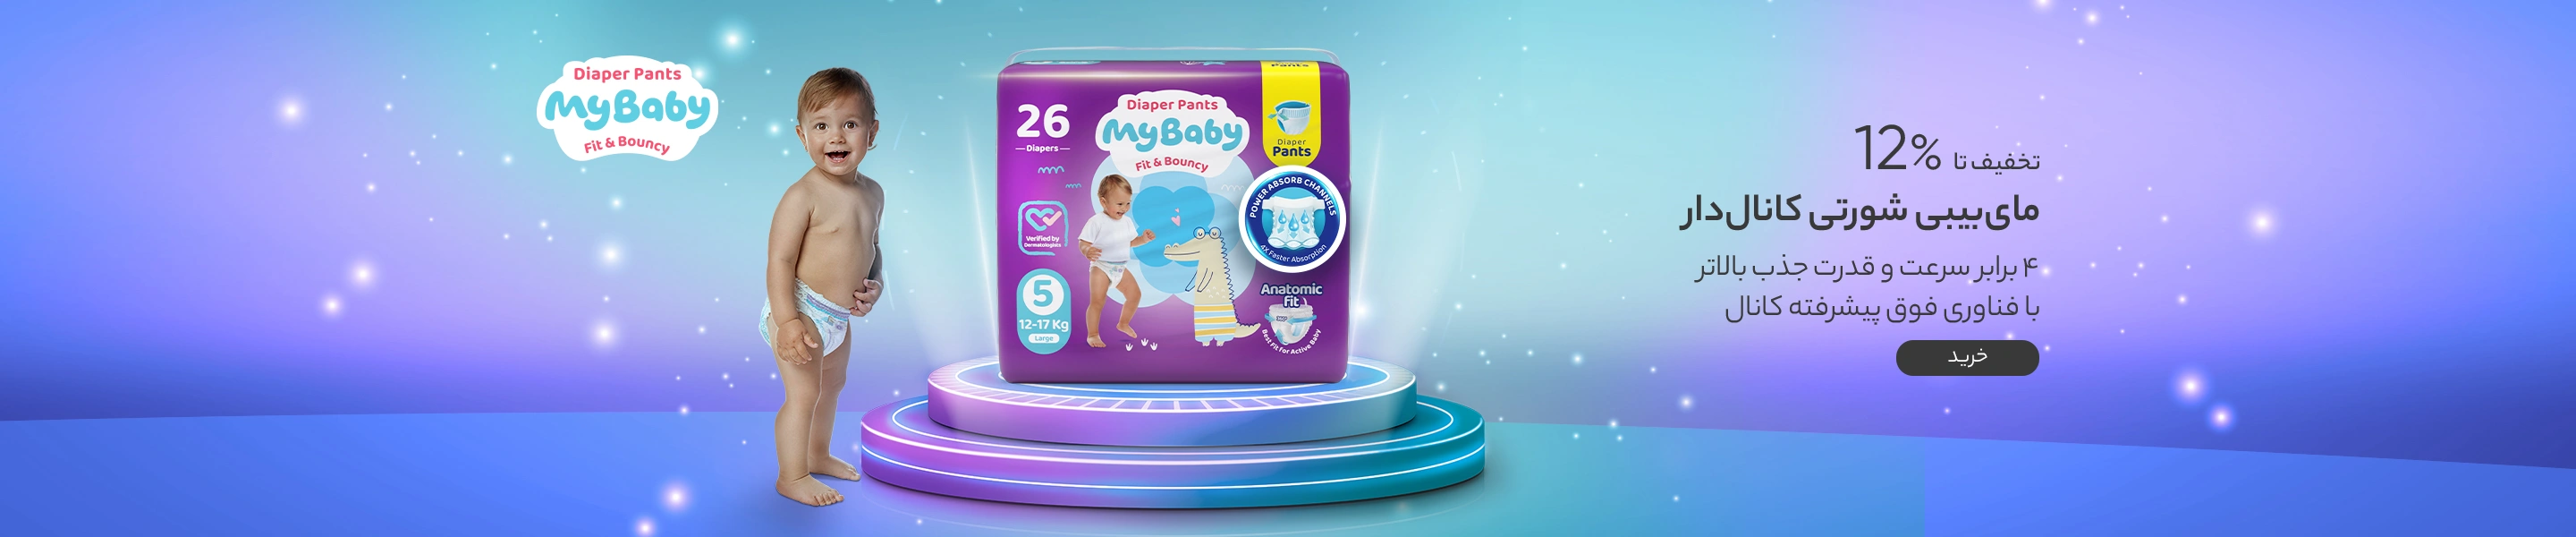 Diaper Pants
MyBaby
Fit & Bouncy
26
Diapers
Diaper Pants
MyBaby
Fit & Bouncy
Pants
Diaper
Pants
POWER ABSORB CHANNELS
4X Faster Absorption
Verified by
Dermatologists
5
12-17 Kg
Large
Anatomic
fit
Best Fit for Active Baby
تخفیف تا 12%
مای‌بیبی شورتی کانال‌دار
۴ برابر سرعت و قدرت جذب بالاتر
با فناوری فوق پیشرفته کانال
خرید